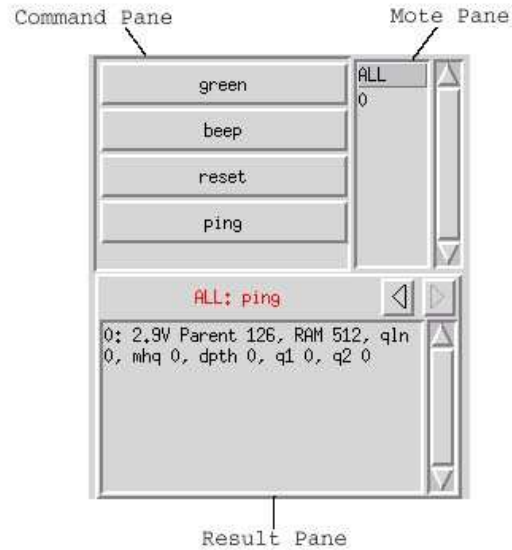 Command Pane
Mote Pane
green
beep
reset
ping
ALL
0
ALL: ping
0: 2.9V Parent 126, RAM 512, qln
0, mhq 0, dpth 0, q1 0, q2 0
Result Pane